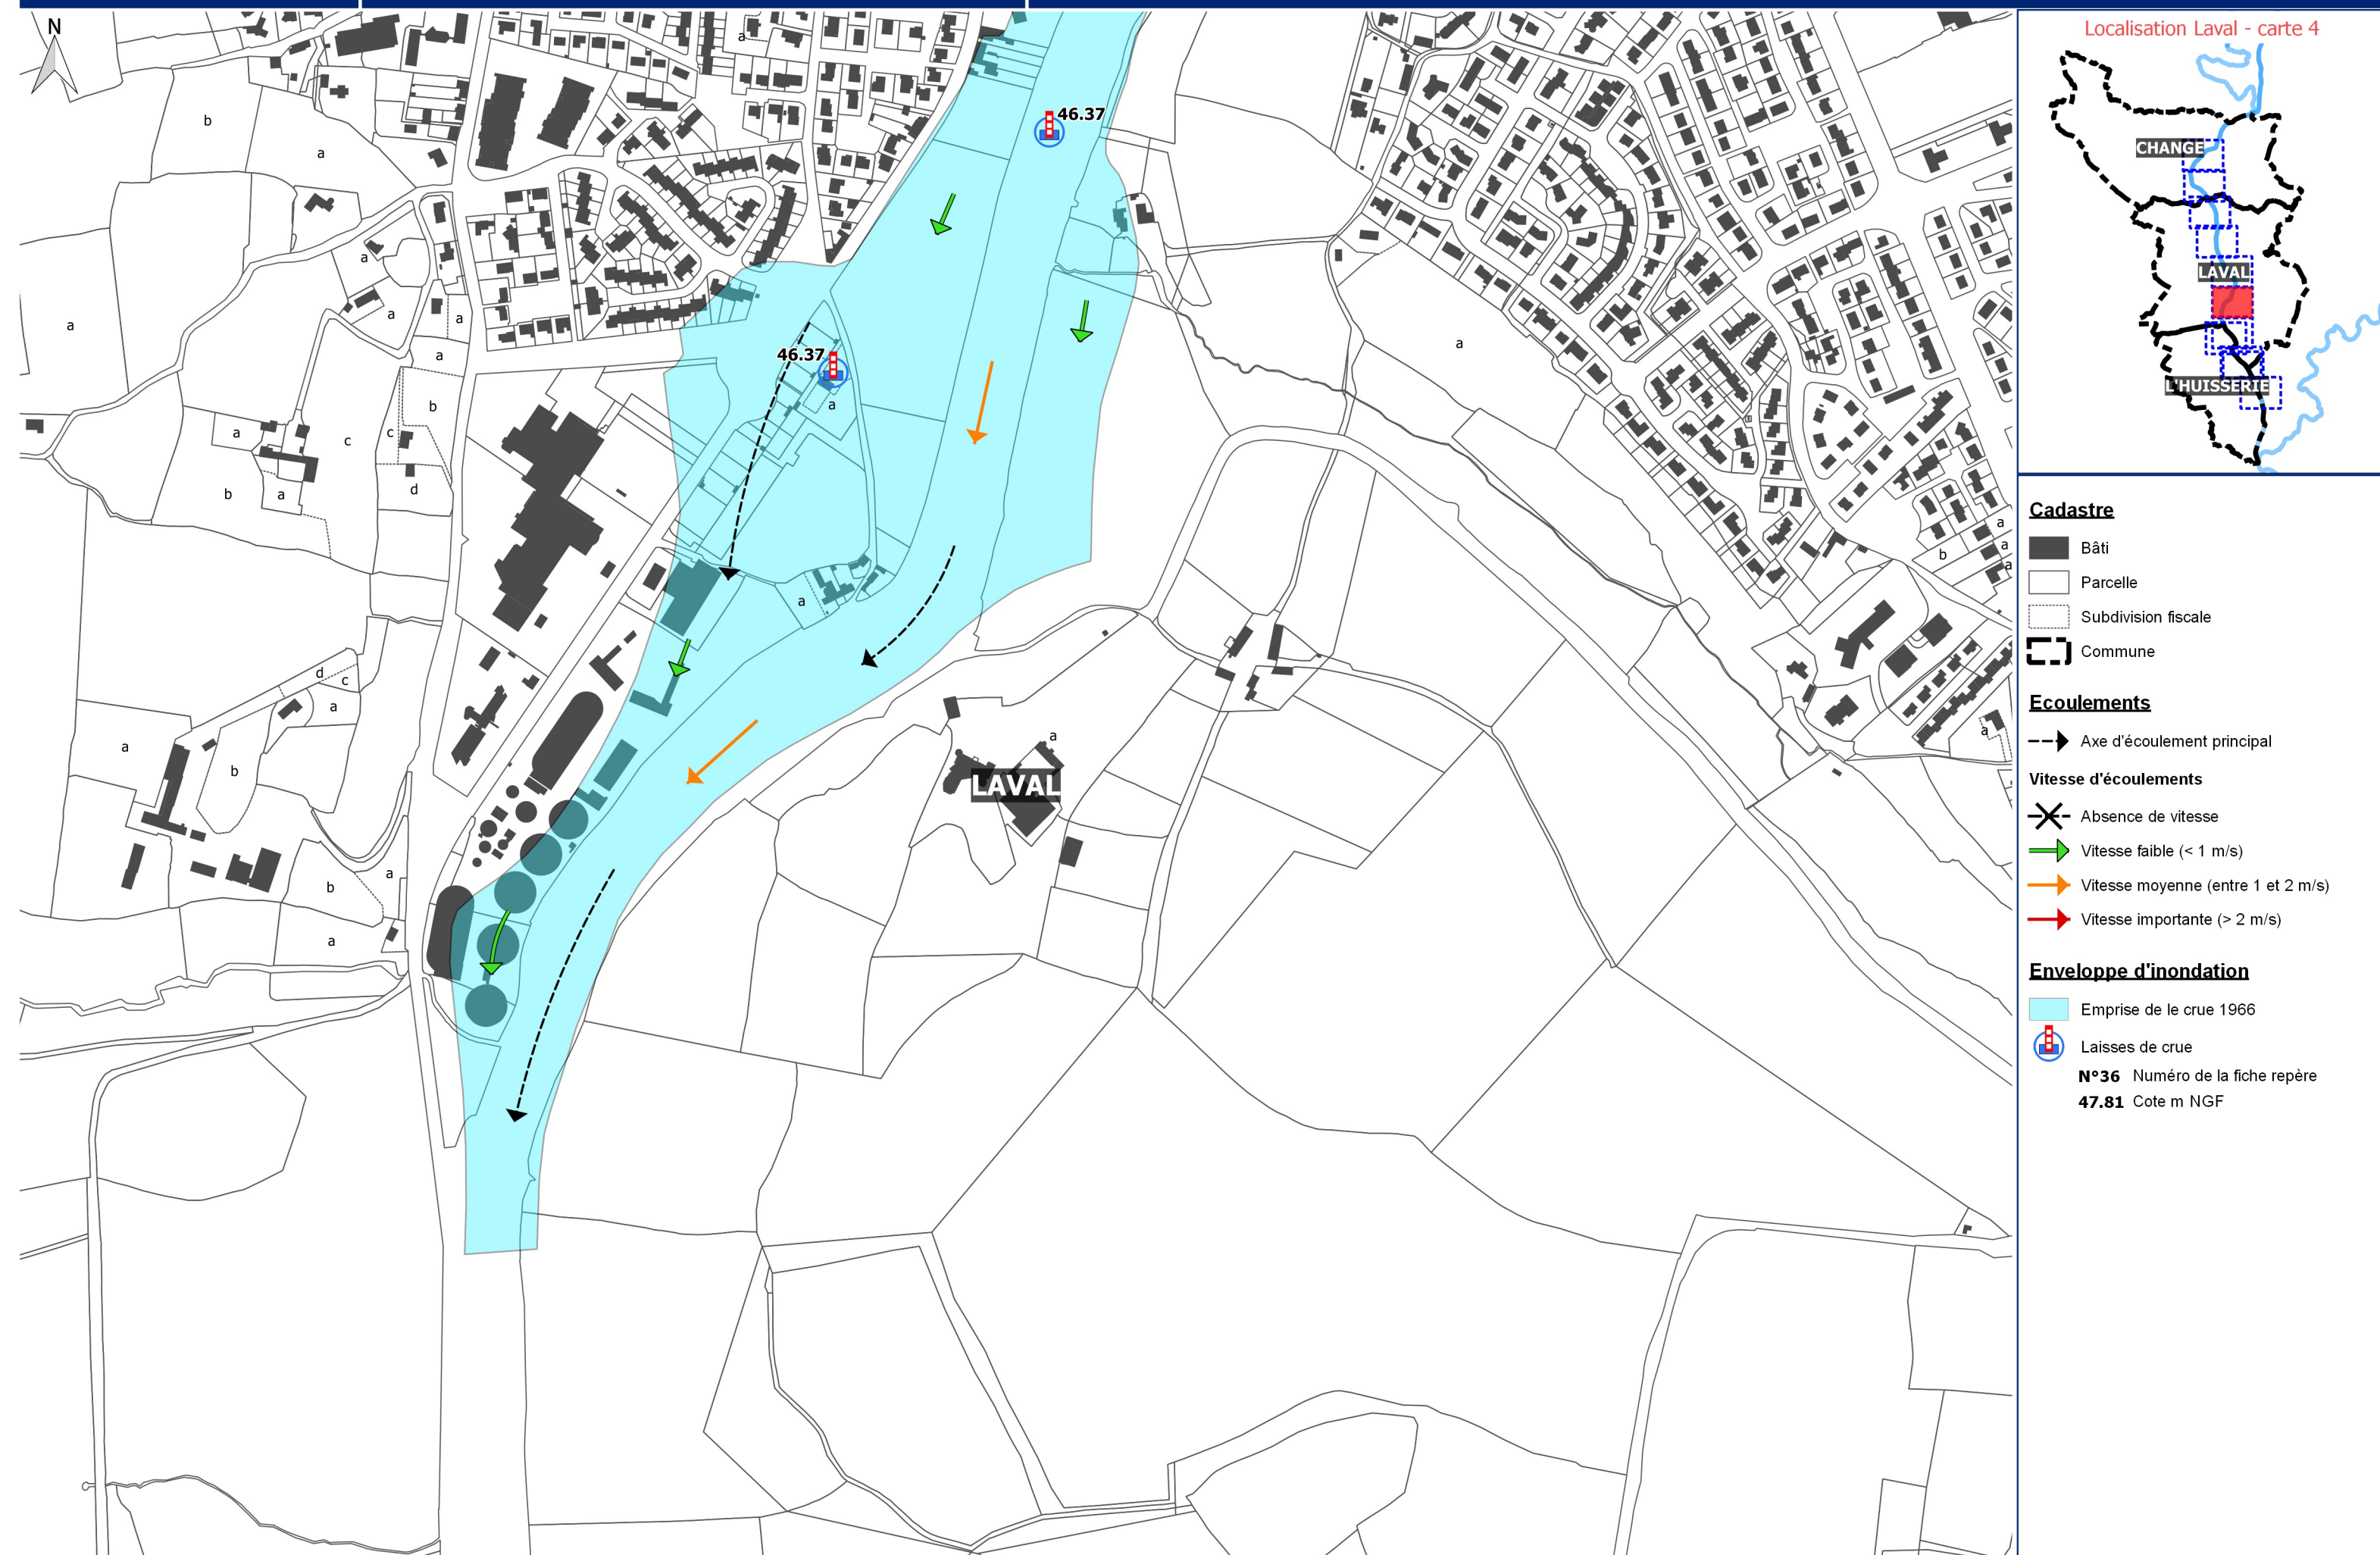 N
a
b
a
46.37
a
a
a
a
a
a
46.37
b
a
c
c
a
b
a
d
a
b
a
a
a
d
c
a
a
a
b
LAVAL
a
a
b
a
a
Localisation Laval - carte 4
CHANGE
LAVAL
L'HUISSERIE
Cadastre
Bâti
Parcelle
Subdivision fiscale
Commune
Ecoulements
Axe d'écoulement principal
Vitesse d'écoulements
Absence de vitesse
Vitesse faible (< 1 m/s)
Vitesse moyenne (entre 1 et 2 m/s)
Vitesse importante (> 2 m/s)
Enveloppe d'inondation
Emprise de le crue 1966
Laisses de crue
N°36 Numéro de la fiche repère
47.81 Cote m NGF